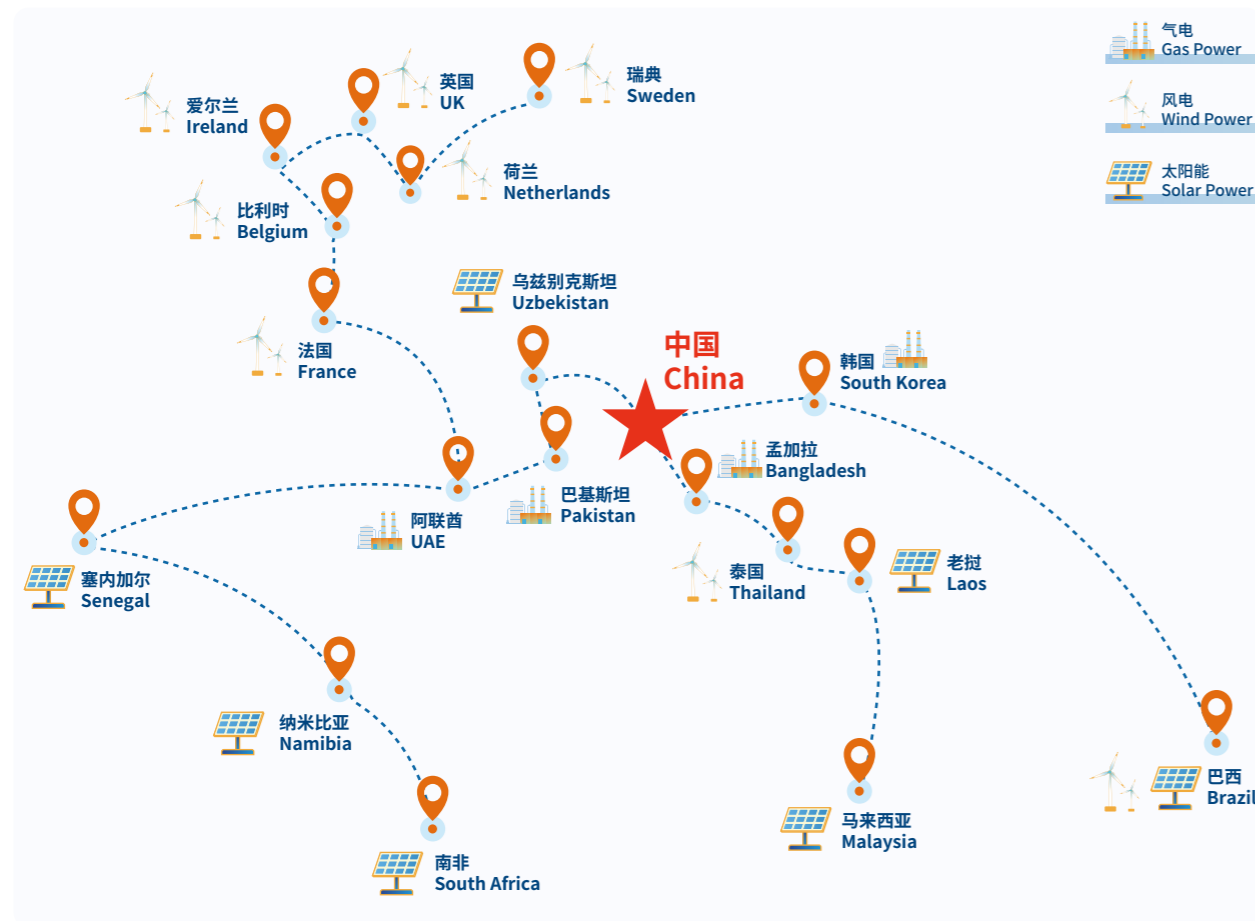 气电
Gas Power
风电
Wind Power
太阳能
Solar Power
英国
UK
瑞典
Sweden
爱尔兰
Ireland
荷兰
Netherlands
比利时
Belgium
乌兹别克斯坦
Uzbekistan
法国
France
中国
China
韩国
South Korea
孟加拉
Bangladesh
巴基斯坦
Pakistan
阿联酋
UAE
塞内加尔
Senegal
泰国
Thailand
老挝
Laos
纳米比亚
Namibia
巴西
Brazil
马来西亚
Malaysia
南非
South Africa